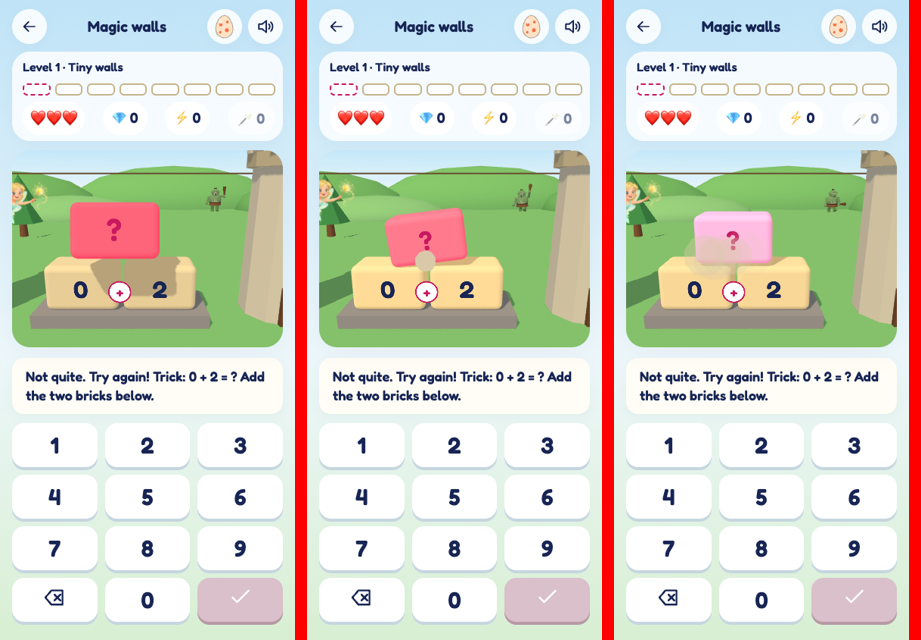 Magic walls
Level 1 · Tiny walls
0
0
0
?
0 + 2
Not quite. Try again! Trick: 0 + 2 = ? Add
the two bricks below.
1 2 3
4 5 6
7 8 9
0
Magic walls
Level 1 · Tiny walls
0
0
0
?
0 + 2
Not quite. Try again! Trick: 0 + 2 = ? Add
the two bricks below.
1 2 3
4 5 6
7 8 9
0
Magic walls
Level 1 · Tiny walls
0
0
0
?
0 + 2
Not quite. Try again! Trick: 0 + 2 = ? Add
the two bricks below.
1 2 3
4 5 6
7 8 9
0